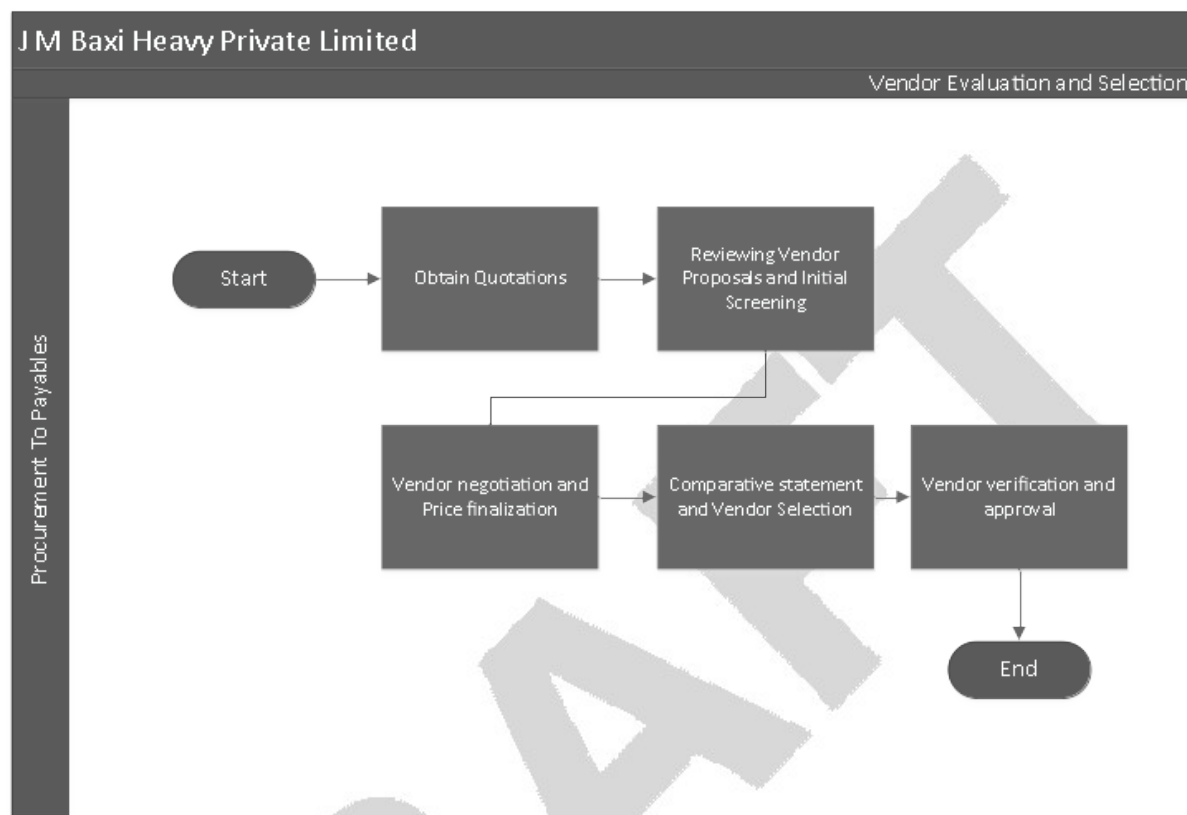 J M Baxi Heavy Private Limited
Vendor Evaluation and Selection
Procurement To Payables
Start
Obtain Quotations
Reviewing Vendor
Proposals and Initial
Screening
Vendor negotiation and
Price finalization
Comparative statement
and Vendor Selection
Vendor verification and
approval
End